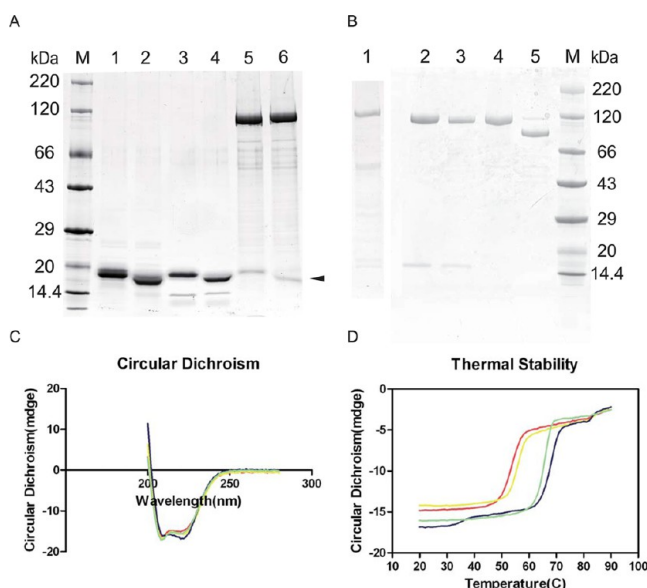 A
kDa M 1 2 3 4 5 6
220
120
66
43
29
20
14.4
B
1 2 3 4 5 M kDa
220
120
66
43
29
20
14.4
C
Circular Dichroism
Circular Dichroism(mdge)
20
10
0
-10
-20
200 250 300
Wavelength(nm)
D
Thermal Stability
Circular Dichroism(mdge)
0
-5
-10
-15
-20
10 20 30 40 50 60 70 80 90 100
Temperature(C)